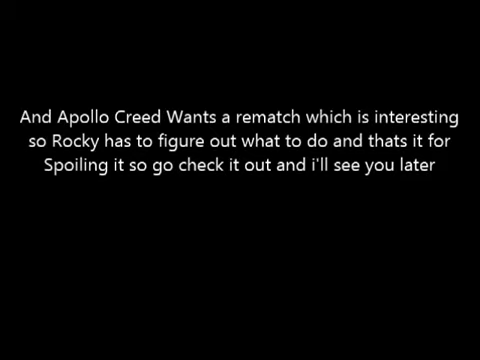 And Apollo Creed Wants a rematch which is interesting
so Rocky has to figure out what to do and thats it for
Spoiling it so go check it out and i'll see you later